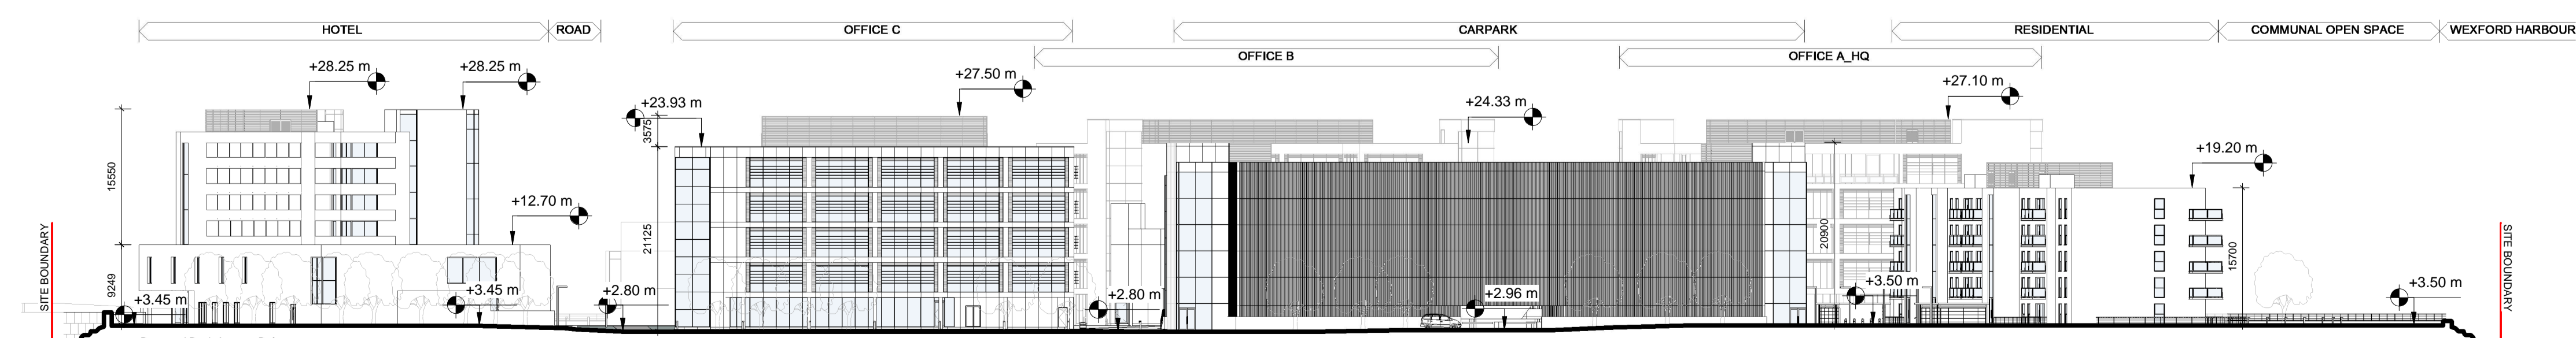 HOTEL
ROAD
OFFICE C
CARPARK
RESIDENTIAL
COMMUNAL OPEN SPACE
WEXFORD HARBOUR
OFFICE B
OFFICE A_HQ
+28.25 m
+28.25 m
+27.50 m
+23.93 m
+24.33 m
+27.10 m
+19.20 m
+12.70 m
3575
15550
21125
20900
15700
9249
SITE BOUNDARY
SITE BOUNDARY
+3.45 m
+3.45 m
+2.80 m
+2.80 m
+2.96 m
+3.50 m
+3.50 m